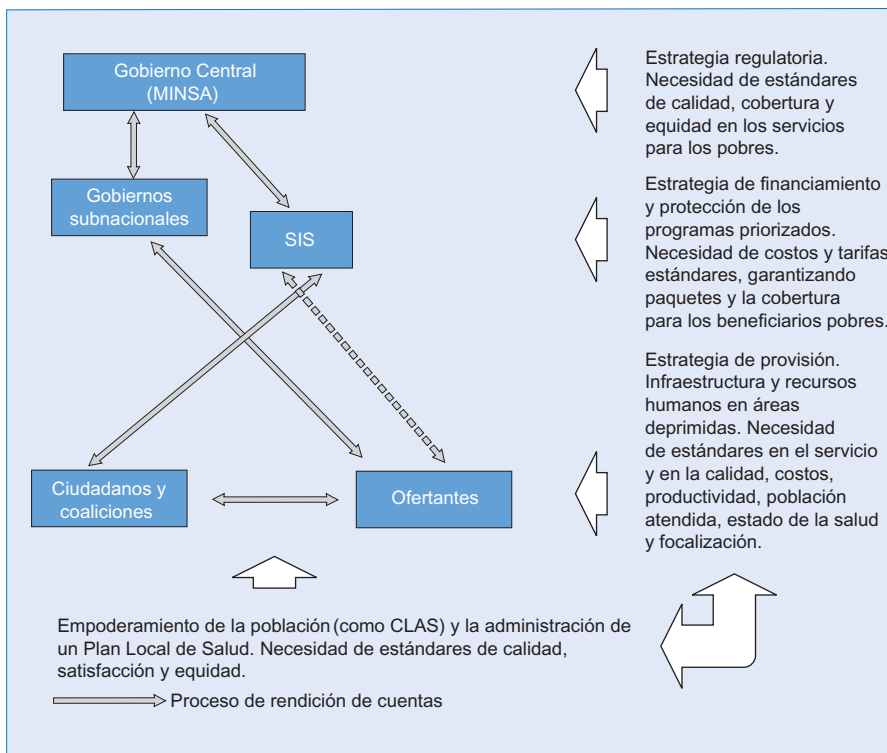 Gobierno Central
(MINSA)
Gobiernos
subnacionales
SIS
Ciudadanos y
coaliciones
Ofertantes
Estrategia regulatoria.
Necesidad de estándares
de calidad, cobertura y
equidad en los servicios
para los pobres.
Estrategia de financiamiento
y protección de los
programas priorizados.
Necesidad de costos y tarifas
estándares, garantizando
paquetes y la cobertura
para los beneficiarios pobres.
Estrategia de provisión.
Infraestructura y recursos
humanos en áreas
deprimidas. Necesidad
de estándares en el servicio
y en la calidad, costos,
productividad, población
atendida, estado de la salud
y focalización.
Empoderamiento de la población (como CLAS) y la administración de
un Plan Local de Salud. Necesidad de estándares de calidad,
satisfacción y equidad.
Proceso de rendición de cuentas